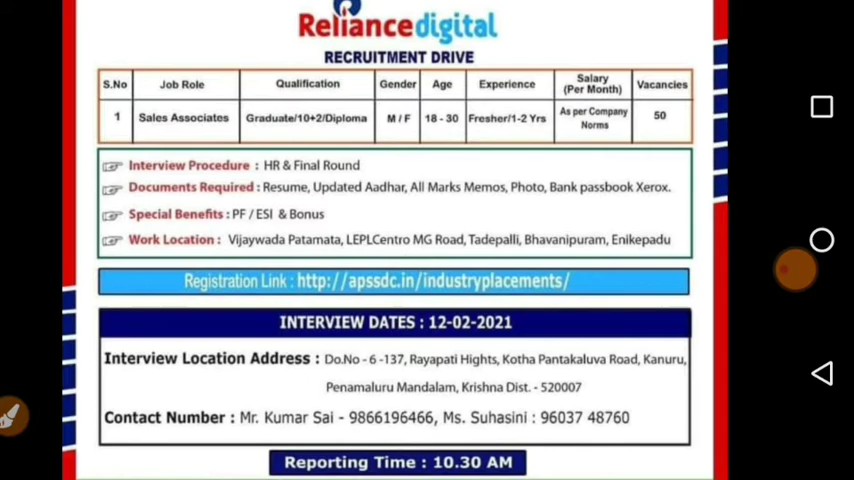 Reliance digital
RECRUITMENT DRIVE
S.No Job Role Qualification Gender Age Experience Salary (Per Month) Vacancies
1 Sales Associates Graduate/10+2/Diploma M / F 18 - 30 Fresher/1-2 Yrs As per Company Norms 50
Interview Procedure : HR & Final Round
Documents Required : Resume, Updated Aadhar, All Marks Memos, Photo, Bank passbook Xerox.
Special Benefits : PF / ESI & Bonus
Work Location : Vijaywada Patamata, LEPLCentro MG Road, Tadepalli, Bhavanipuram, Enikepadu
Registration Link : http://apssdc.in/industryplacements/
INTERVIEW DATES : 12-02-2021
Interview Location Address : Do.No - 6 -137, Rayapati Hights, Kotha Pantakaluva Road, Kanuru,
Penamaluru Mandalam, Krishna Dist. - 520007
Contact Number : Mr. Kumar Sai - 9866196466, Ms. Suhasini : 96037 48760
Reporting Time : 10.30 AM